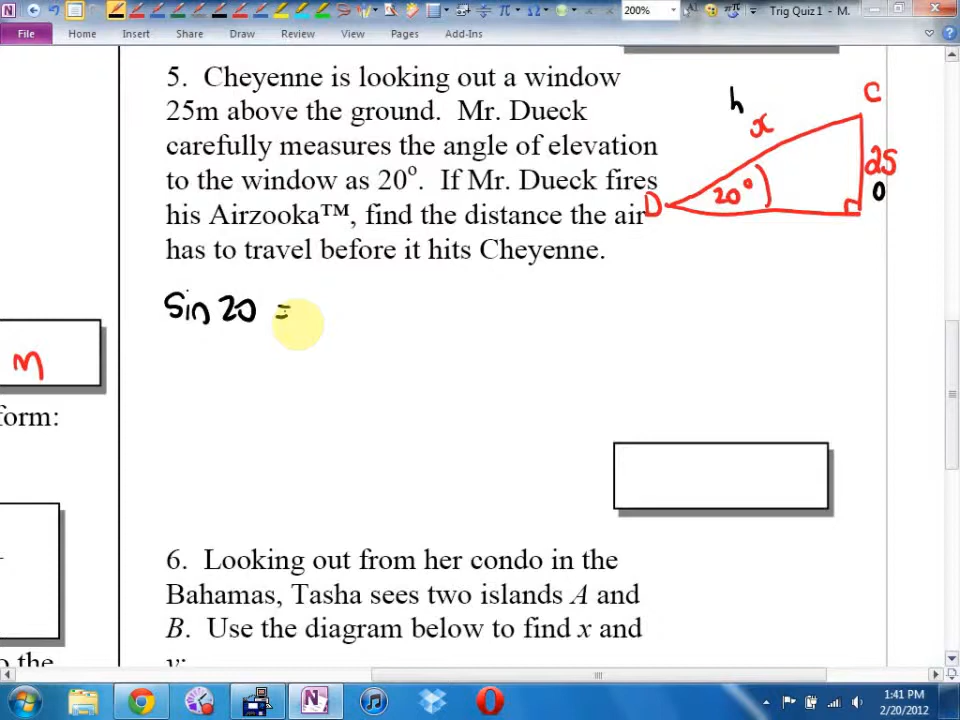 200%
Trig Quiz 1 - M.
File Home Insert Share Draw Review View Pages Add-Ins
5. Cheyenne is looking out a window
25m above the ground. Mr. Dueck
carefully measures the angle of elevation
to the window as 20°. If Mr. Dueck fires
his Airzooka™, find the distance the air
has to travel before it hits Cheyenne.
h
x
C
25
O
20°
D
Sin 20 =
m
form:
o the
6. Looking out from her condo in the
Bahamas, Tasha sees two islands A and
B. Use the diagram below to find x and
y:
1:41 PM
2/20/2012